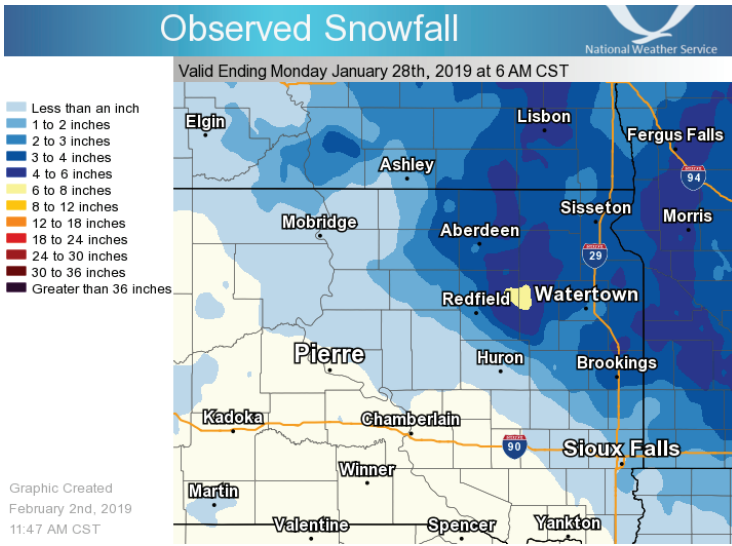 Observed Snowfall
National Weather Service
Valid Ending Monday January 28th, 2019 at 6 AM CST
Less than an inch
1 to 2 inches
2 to 3 inches
3 to 4 inches
4 to 6 inches
6 to 8 inches
8 to 12 inches
12 to 18 inches
18 to 24 inches
24 to 30 inches
30 to 36 inches
Greater than 36 inches
Elgin
Lisbon
Fergus Falls
Ashley
94
Mobridge
Sisseton
Morris
Aberdeen
29
Redfield
Watertown
Pierre
Huron
Brookings
Kadoka
Chamberlain
90
Sioux Falls
Winner
Martin
Valentine
Spencer
Yankton
Graphic Created
February 2nd, 2019
11:47 AM CST